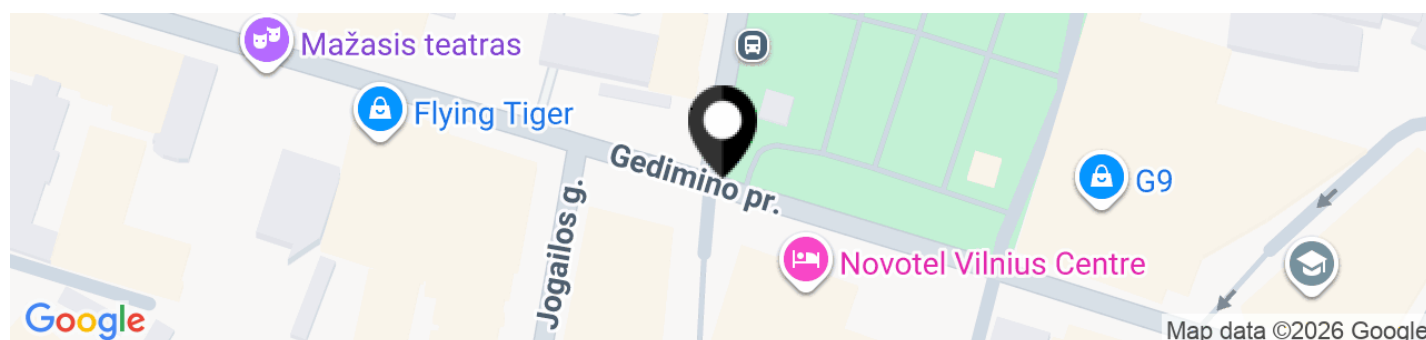 Mažasis teatras
Flying Tiger
Gedimino pr.
Jogailos g.
G9
Novotel Vilnius Centre
Google
Map data ©2026 Google